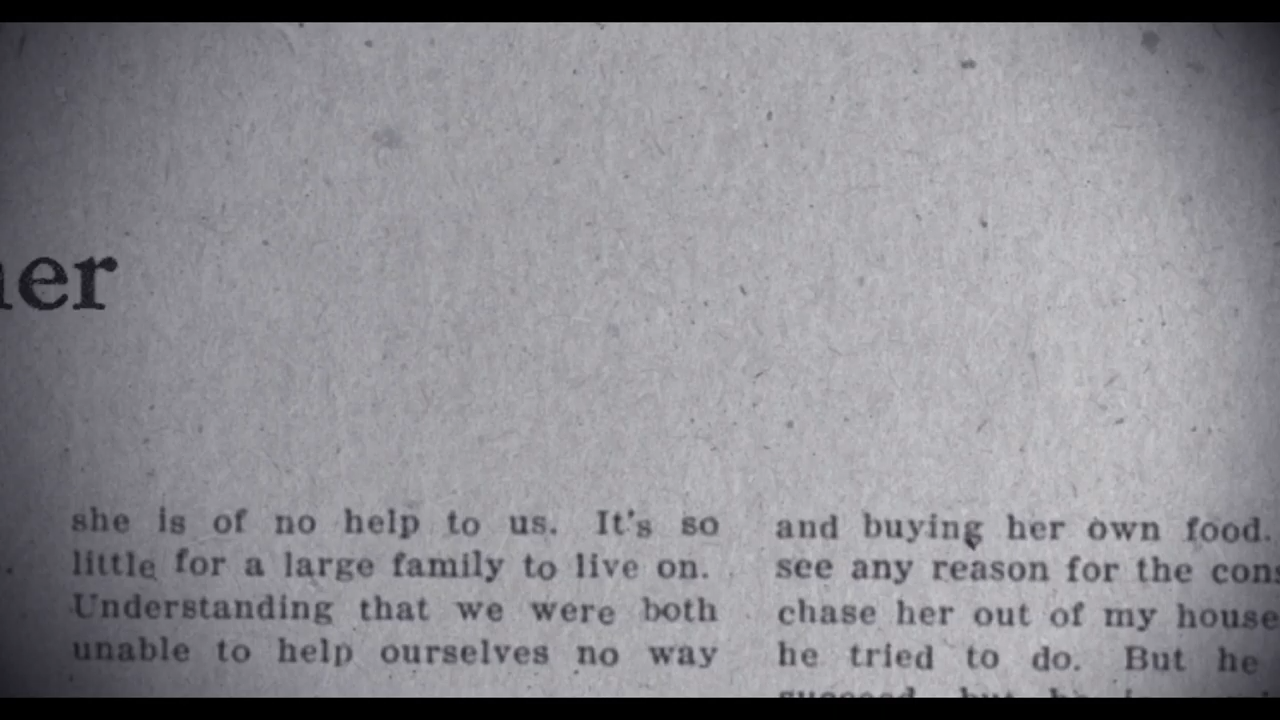 er
she is of no help to us. It's so
little for a large family to live on.
Understanding that we were both
unable to help ourselves no way
and buying her own food.
see any reason for the
chase her out of my house
he tried to do. But he